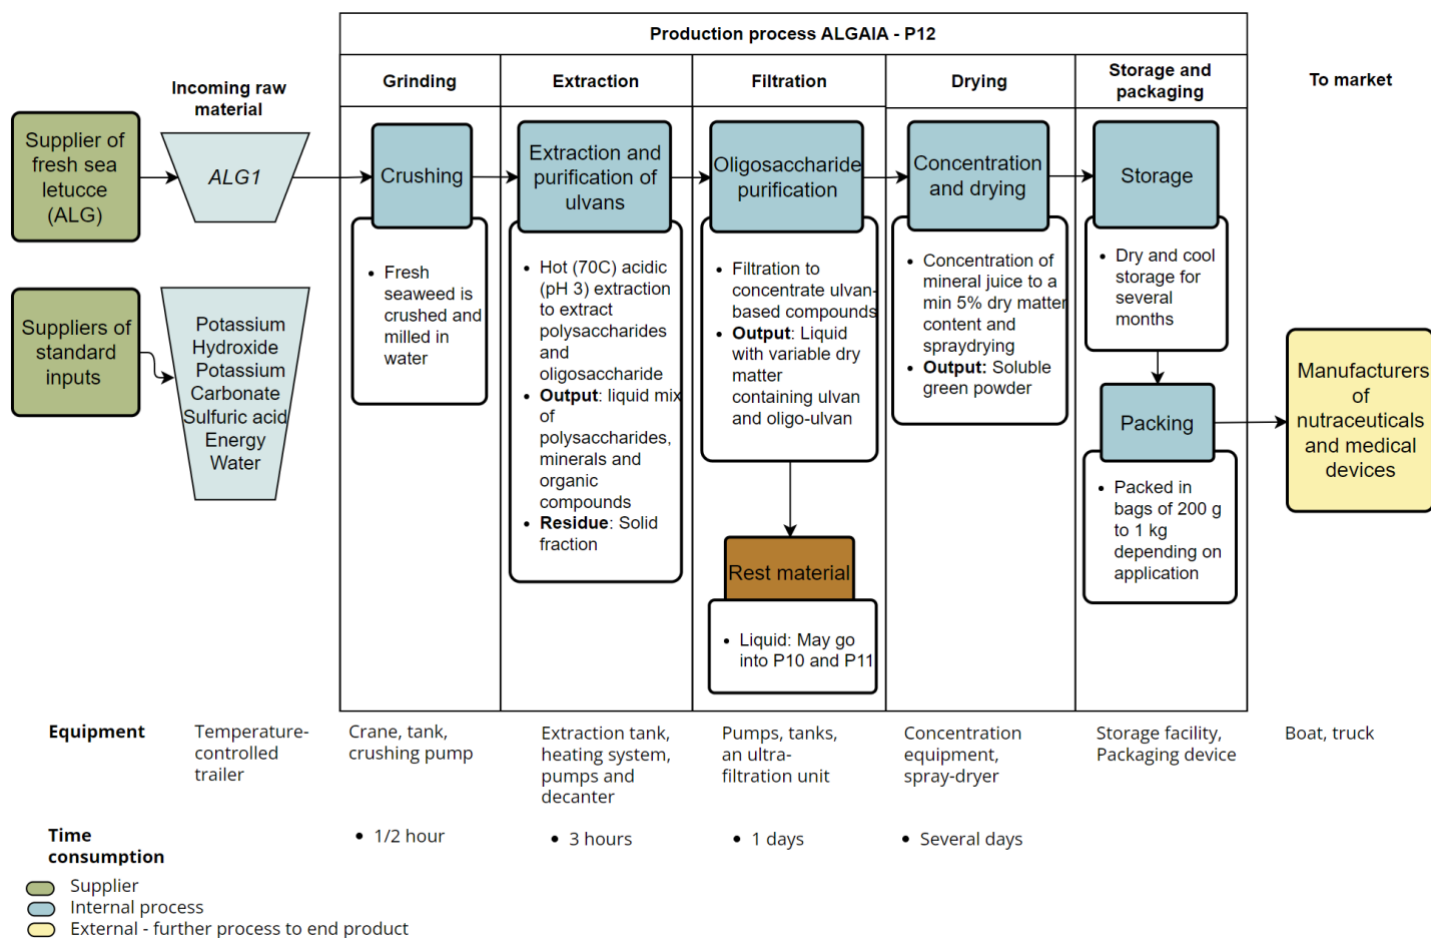 Production process ALGAIA - P12
Grinding
Extraction
Filtration
Drying
Storage and
packaging
To market
Incoming raw
material
Supplier of
fresh sea
letucce
(ALG)
ALG1
Crushing
Extraction and
purification of
ulvans
Oligosaccharide
purification
Concentration
and drying
Storage
• Fresh
seaweed is
crushed and
milled in
water
• Hot (70C) acidic
(pH 3) extraction
to extract
polysaccharides
and
oligosaccharide
• Output: liquid mix
of
polysaccharides,
minerals and
organic
compounds
• Residue: Solid
fraction
• Filtration to
concentrate ulvan-
based compounds
• Output: Liquid
with variable dry
matter
containing ulvan
and oligo-ulvan
• Concentration of
mineral juice to a
min 5% dry matter
content and
spraydrying
• Output: Soluble
green powder
• Dry and cool
storage for
several
months
Suppliers of
standard
inputs
Potassium
Hydroxide
Potassium
Carbonate
Sulfuric acid
Energy
Water
Packing
• Packed in
bags of 200 g
to 1 kg
depending on
application
Manufacturers
of
nutraceuticals
and medical
devices
Rest material
• Liquid: May go
into P10 and P11
Equipment
Temperature-
controlled
trailer
Crane, tank,
crushing pump
Extraction tank,
heating system,
pumps and
decanter
Pumps, tanks,
an ultra-
filtration unit
Concentration
equipment,
spray-dryer
Storage facility,
Packaging device
Boat, truck
Time
consumption
• 1/2 hour
• 3 hours
• 1 days
• Several days
Supplier
Internal process
External - further process to end product